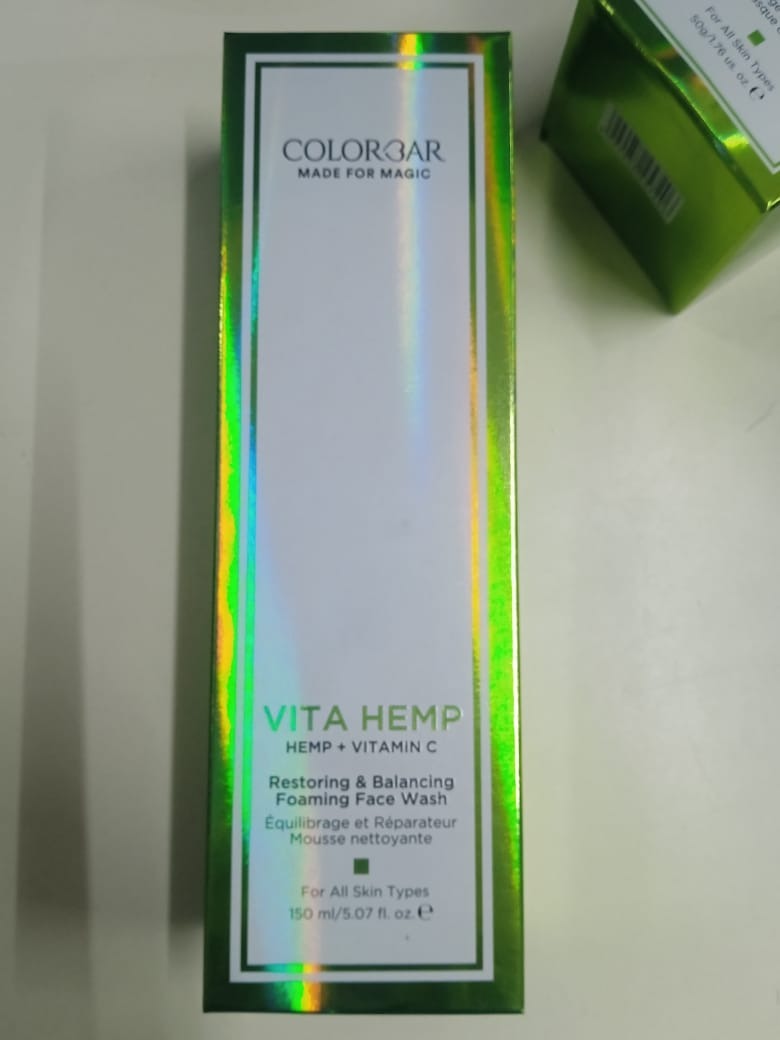 COLORBAR
MADE FOR MAGIC
VITA HEMP
HEMP + VITAMIN C
Restoring & Balancing
Foaming Face Wash
Équilibrage et Réparateur
Mousse nettoyante
For All Skin Types
150 ml/5.07 fl. oz. ℮
For All Skin Types
50g/1.76 us. oz. ℮